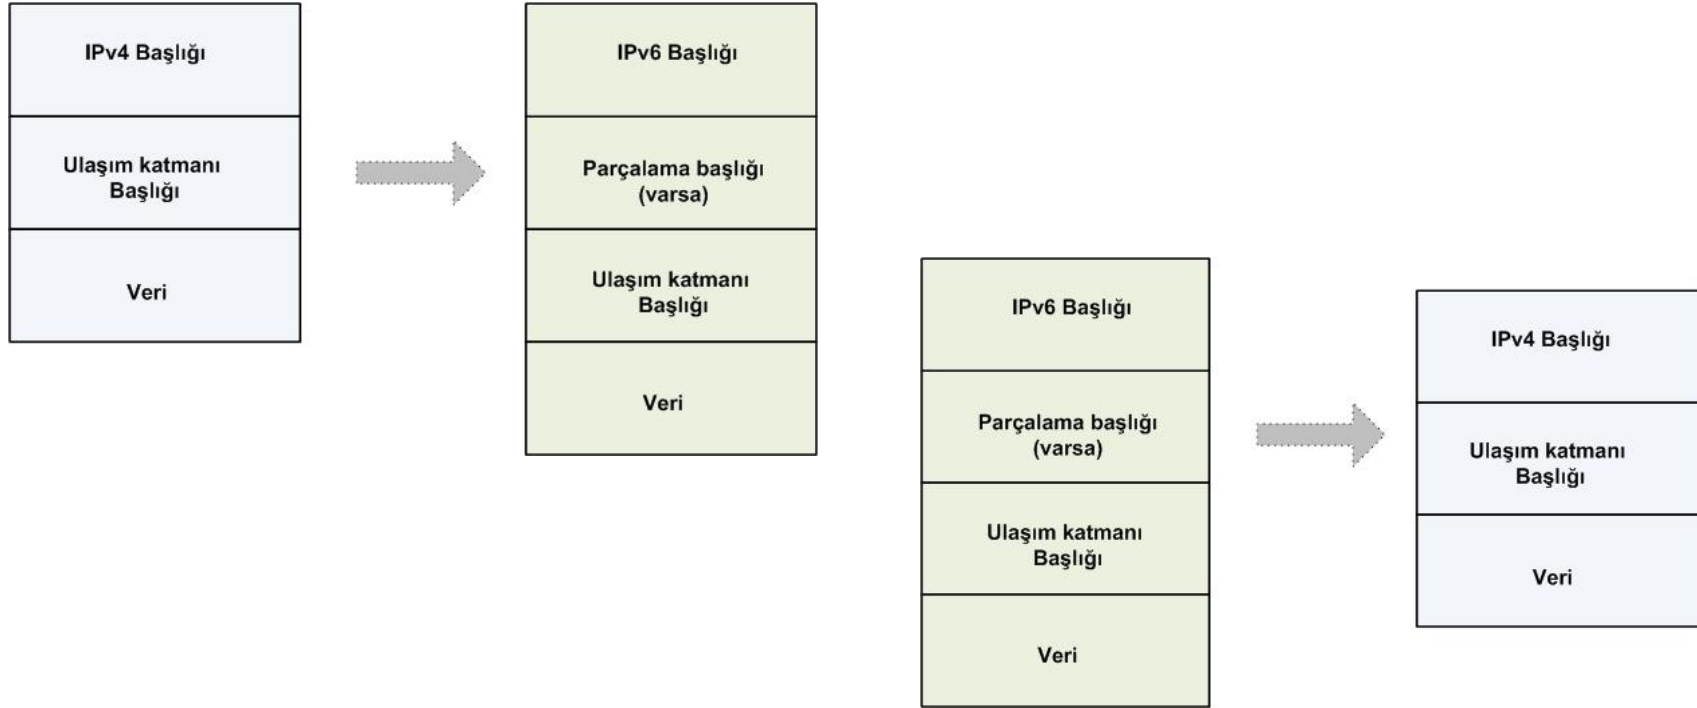 IPv4 Başlığı
Ulaşım katmanı
Başlığı
Veri
IPv6 Başlığı
Parçalama başlığı
(varsa)
Ulaşım katmanı
Başlığı
Veri
IPv6 Başlığı
Parçalama başlığı
(varsa)
Ulaşım katmanı
Başlığı
Veri
IPv4 Başlığı
Ulaşım katmanı
Başlığı
Veri